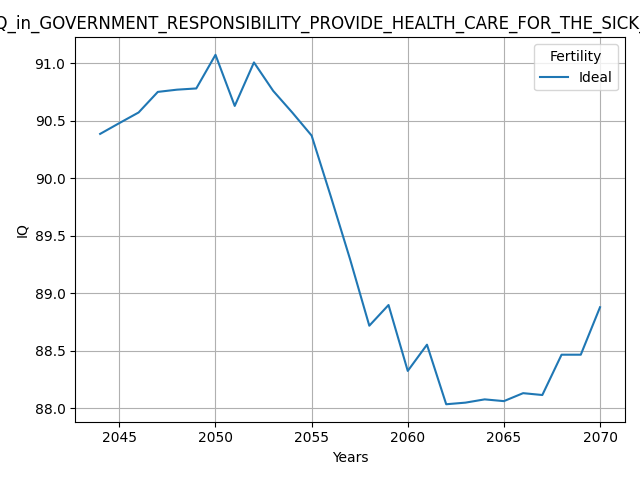 Q_in_GOVERNMENT_RESPONSIBILITY_PROVIDE_HEALTH_CARE_FOR_THE_SICK_
Fertility
Ideal
91.0
90.5
90.0
89.5
89.0
88.5
88.0
IQ
2045 2050 2055 2060 2065 2070
Years